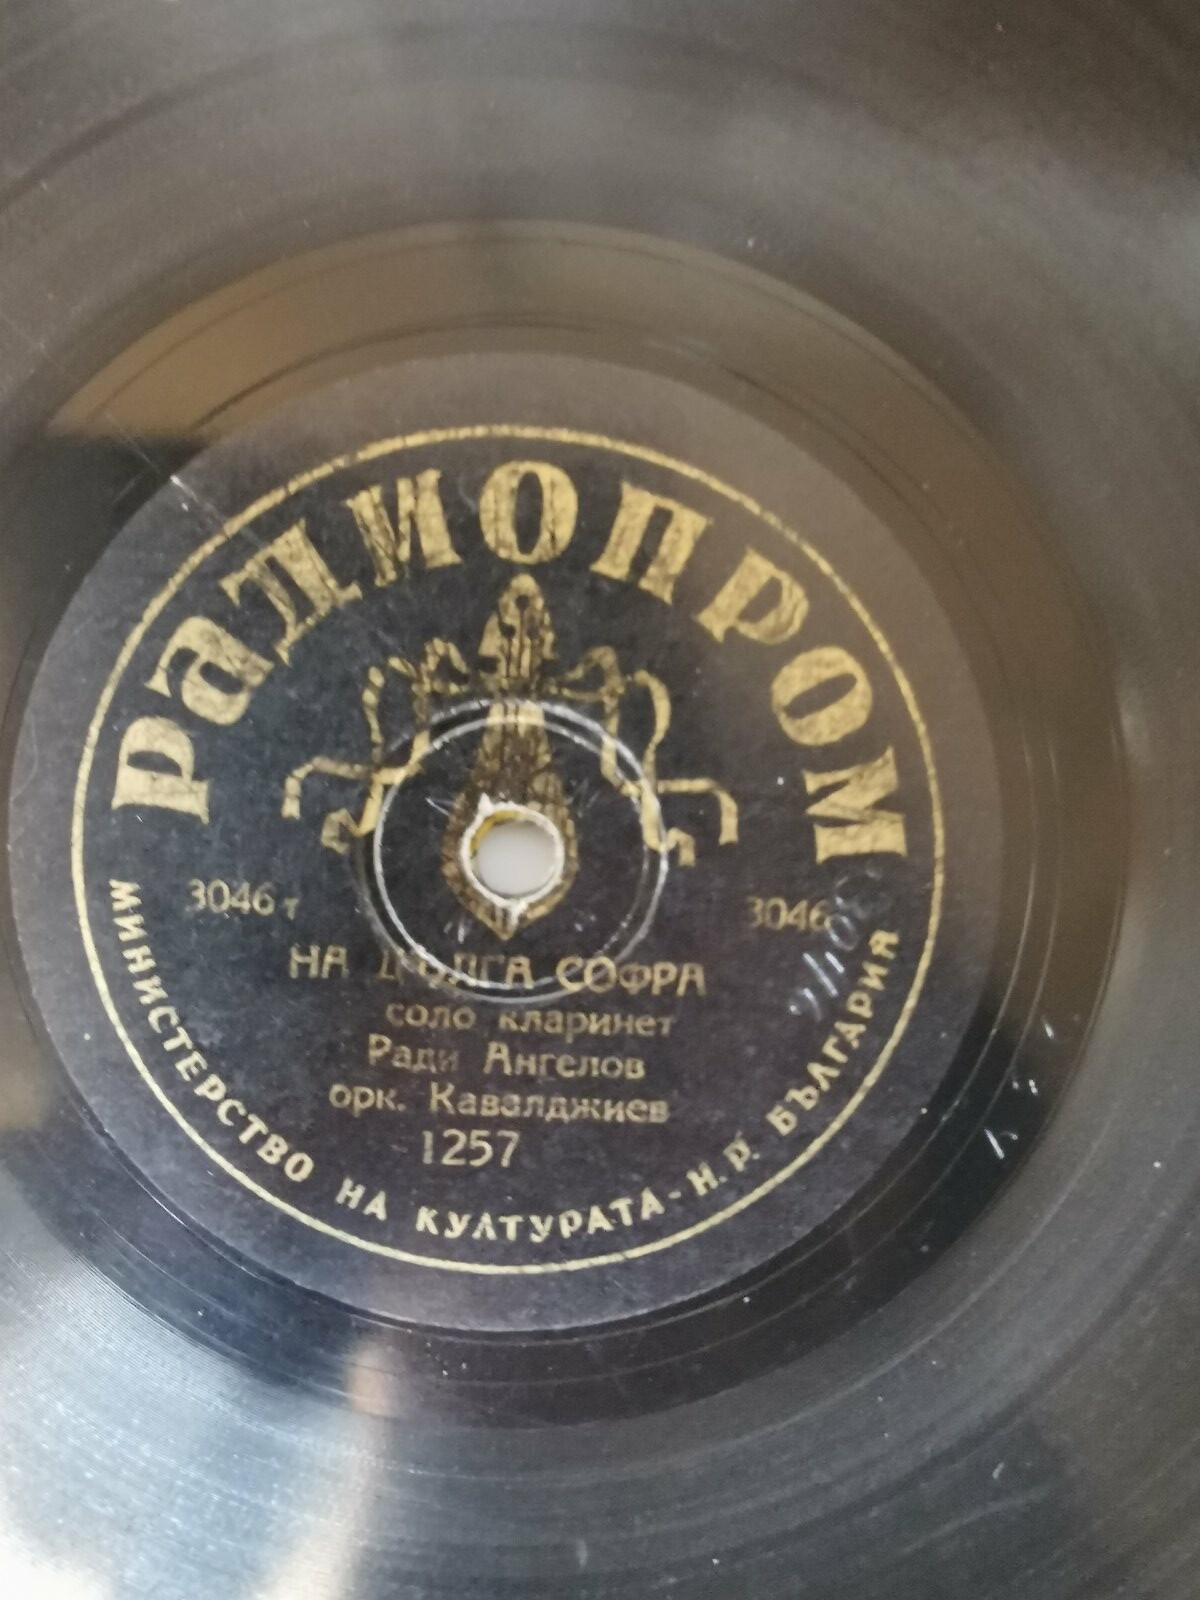 Радиопром
3046 т 3046
НА ДЪЛГА СОФРА
соло кларинет
Ради Ангелов
орк. Кавалджиев
1257
МИНИСТЕРСТВО НА КУЛТУРАТА - Н. Р. БЪЛГАРИЯ